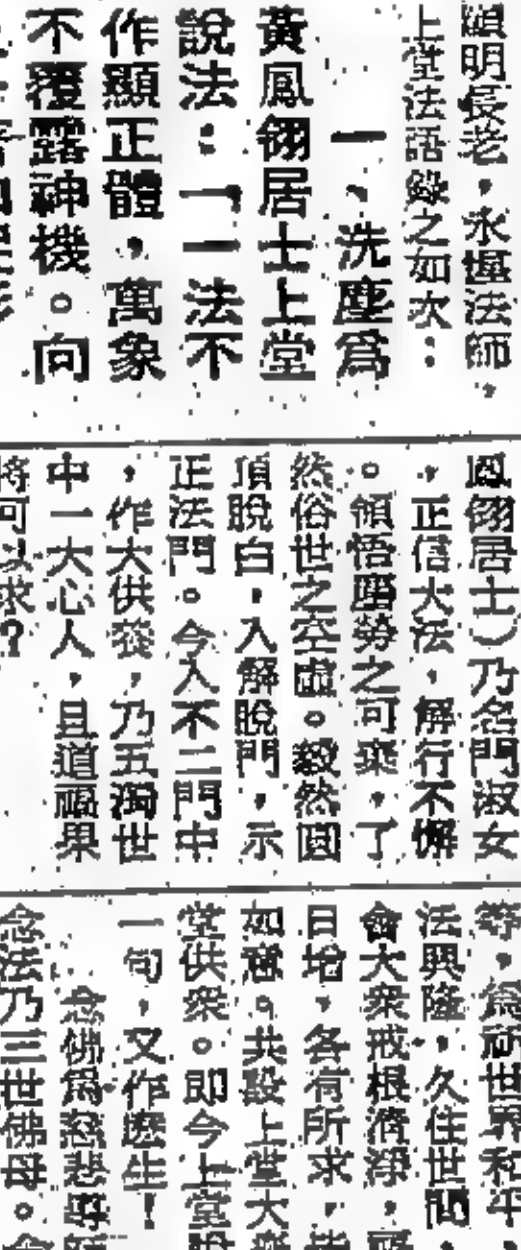 顯明長老，永惺法師，
上堂法語錄之如次：
一、洗塵爲
黃鳳翎居士上堂
說法：「一法不
作顯正體，萬象
不覆露神機。向
鳳翎居士）乃名門淑女
，正信大法，解行不懈
。領悟塵勞之可棄，了
然俗世之空虛。毅然圓
頂脫白，入解脫門，示
正法門。今入不二門中
，作大供養，乃五濁世
中一大心人，且道福果
將可以求？
等，爲祈世界和平，
法興隆，久住世間，
會大衆戒根清淨，
日增，各有所求，皆
如意。共設上堂大齋
堂供衆。即今上堂說
一句，又作麽生！
念佛爲慈悲尊
念法乃三世佛母。念